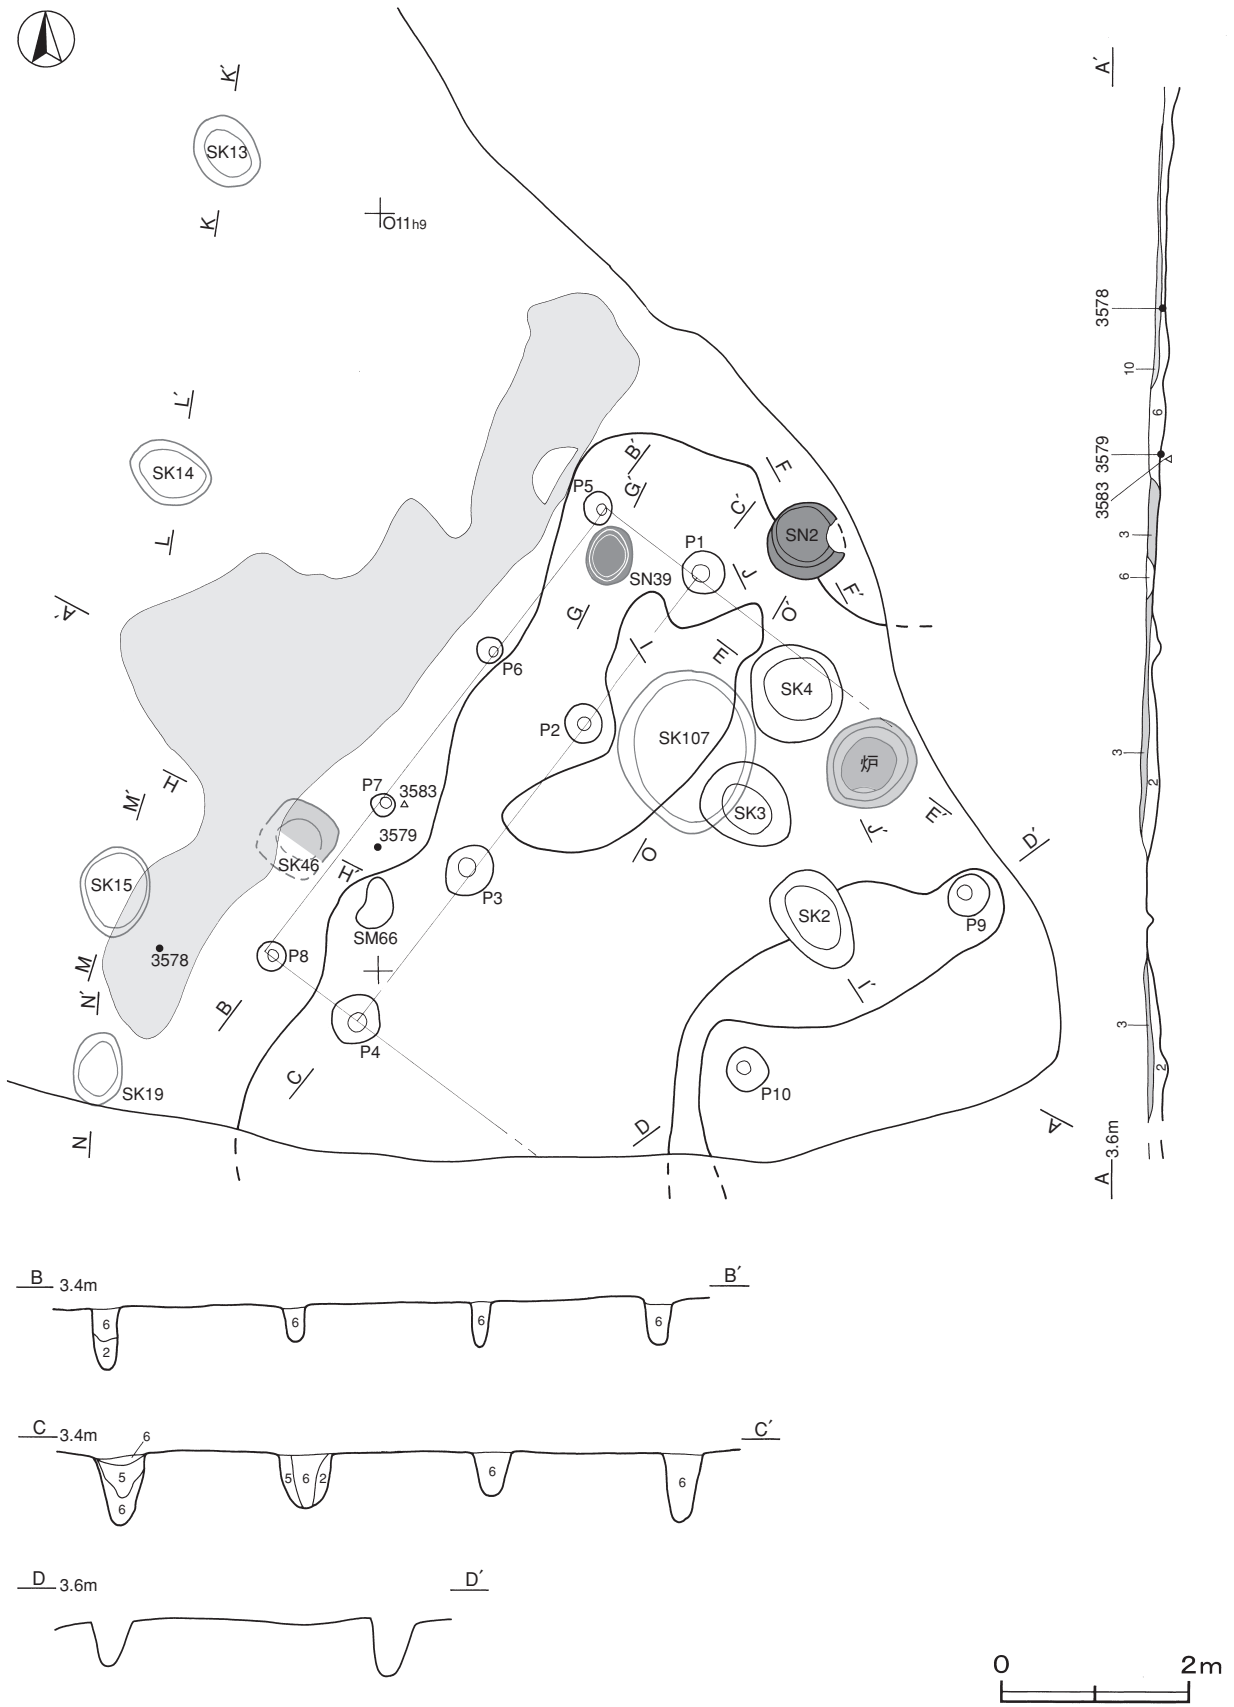 K′
SK13
K
O11h9
A′
3578
10
6
3579
3583
3
6
3
2
3
2
A 3.6m
L′
SK14
L
A′
B′
G′
P5
C′
F
SN2
P1
SN39
J
F′
O′
G
I
E
P6
SK4
P2
SK107
炉
H
M′
P7
3583
SK3
3579
E′
J′
D′
SK46
H′
O
SK15
P3
SK2
P9
SM66
3578
M
P8
N′
B
I′
P4
P10
C
SK19
D
A
N
B 3.4m
B′
6
2
6
6
6
C 3.4m
C′
6
5
6
5
6
2
6
6
D 3.6m
D′
0
2m